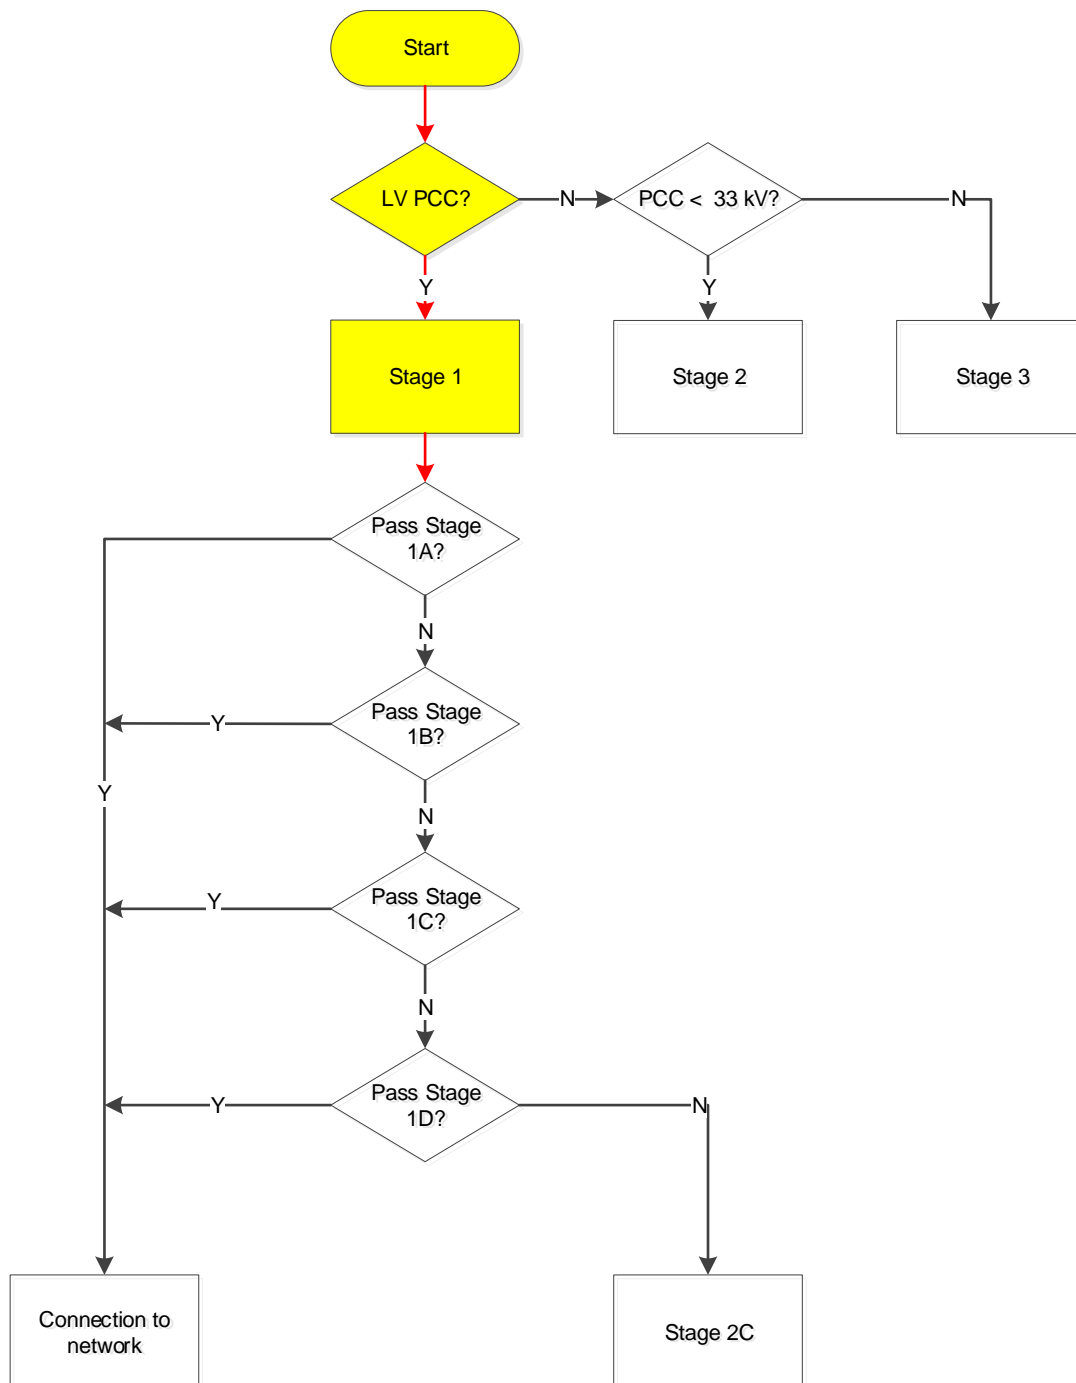 Start
LV PCC?
N
PCC < 33 kV?
N
Y
Y
Stage 1
Stage 2
Stage 3
Pass Stage
1A?
N
Pass Stage
1B?
Y
Y
N
Pass Stage
1C?
Y
N
Pass Stage
1D?
Y
N
Connection to
network
Stage 2C